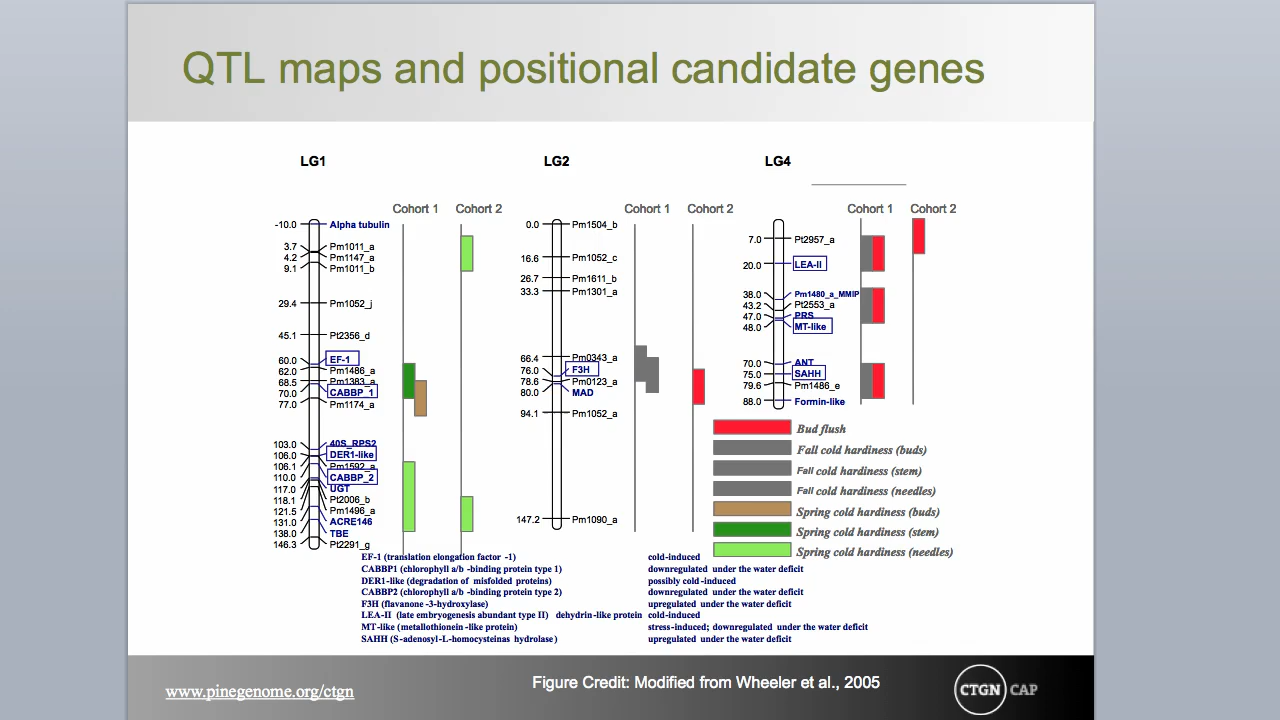 QTL maps and positional candidate genes
LG1
LG2
LG4
Cohort 1
Cohort 2
Cohort 1
Cohort 2
Cohort 1
Cohort 2
-10.0 Alpha tubulin
3.7 Pm1011_a
4.2 Pm1147_a
9.1 Pm1011_b
29.4 Pm1052_j
45.1 Pt2356_d
60.0 EF-1
62.0 Pm1486_a
68.5 Pm1383_a
70.0 CABBP_1
77.0 Pm1174_a
103.0 40S_RPS2
106.0 DER1-like
106.1 Pm1592_a
110.0 CABBP_2
117.0 UGT
118.1 Pt2006_b
121.5 Pm1496_a
131.0 ACRE146
138.0 TBE
146.3 Pt2291_g
0.0 Pm1504_b
16.6 Pm1052_c
26.7 Pm1611_b
33.3 Pm1301_a
66.4 Pm0343_a
76.0 F3H
78.6 Pm0123_a
80.0 MAD
94.1 Pm1052_a
147.2 Pm1090_a
7.0 Pt2957_a
20.0 LEA-II
38.0 Pm1480_a_MMIP
43.2 Pt2553_a
47.0 PRS
48.0 MT-like
70.0 ANT
75.0 SAHH
79.6 Pm1486_e
88.0 Formin-like
Bud flush
Fall cold hardiness (buds)
Fall cold hardiness (stem)
Fall cold hardiness (needles)
Spring cold hardiness (buds)
Spring cold hardiness (stem)
Spring cold hardiness (needles)
EF-1 (translation elongation factor -1) cold-induced
CABBP1 (chlorophyll a/b -binding protein type 1) downregulated under the water deficit
DER1-like (degradation of misfolded proteins) possibly cold-induced
CABBP2 (chlorophyll a/b -binding protein type 2) downregulated under the water deficit
F3H (flavanone -3-hydroxylase) upregulated under the water deficit
LEA-II (late embryogenesis abundant type II) dehydrin-like protein cold-induced
MT-like (metallothionein -like protein) stress-induced; downregulated under the water deficit
SAHH (S-adenosyl-L-homocysteinas hydrolase) upregulated under the water deficit
www.pinegenome.org/ctgn
Figure Credit: Modified from Wheeler et al., 2005
CTGN CAP